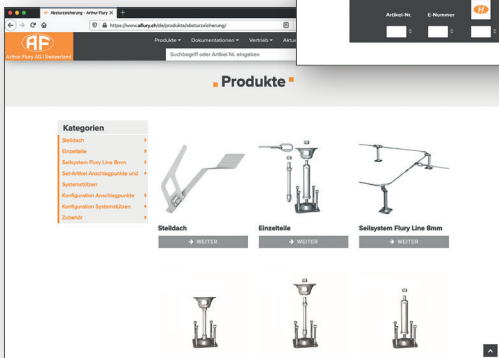 Absturzsicherung - Arthur Flury
https://www.aflury.ch/de/produkte/absturzsicherung/
Artikel-Nr.
E-Nummer
H
AF
Arthur Flury AG | Switzerland
Produkte
Dokumentationen
Vertrieb
Aktue
Suchbegriff oder Artikel Nr. eingeben
Produkte
Kategorien
Steildach
Einzelteile
Seilsystem Flury Line 8mm
Set-Artikel Anschlagpunkte und
Systemstützen
Konfiguration Anschlagpunkte
Konfiguration Systemstützen
Zubehör
Steildach
Einzelteile
Seilsystem Flury Line 8mm
→ WEITER
→ WEITER
→ WEITER